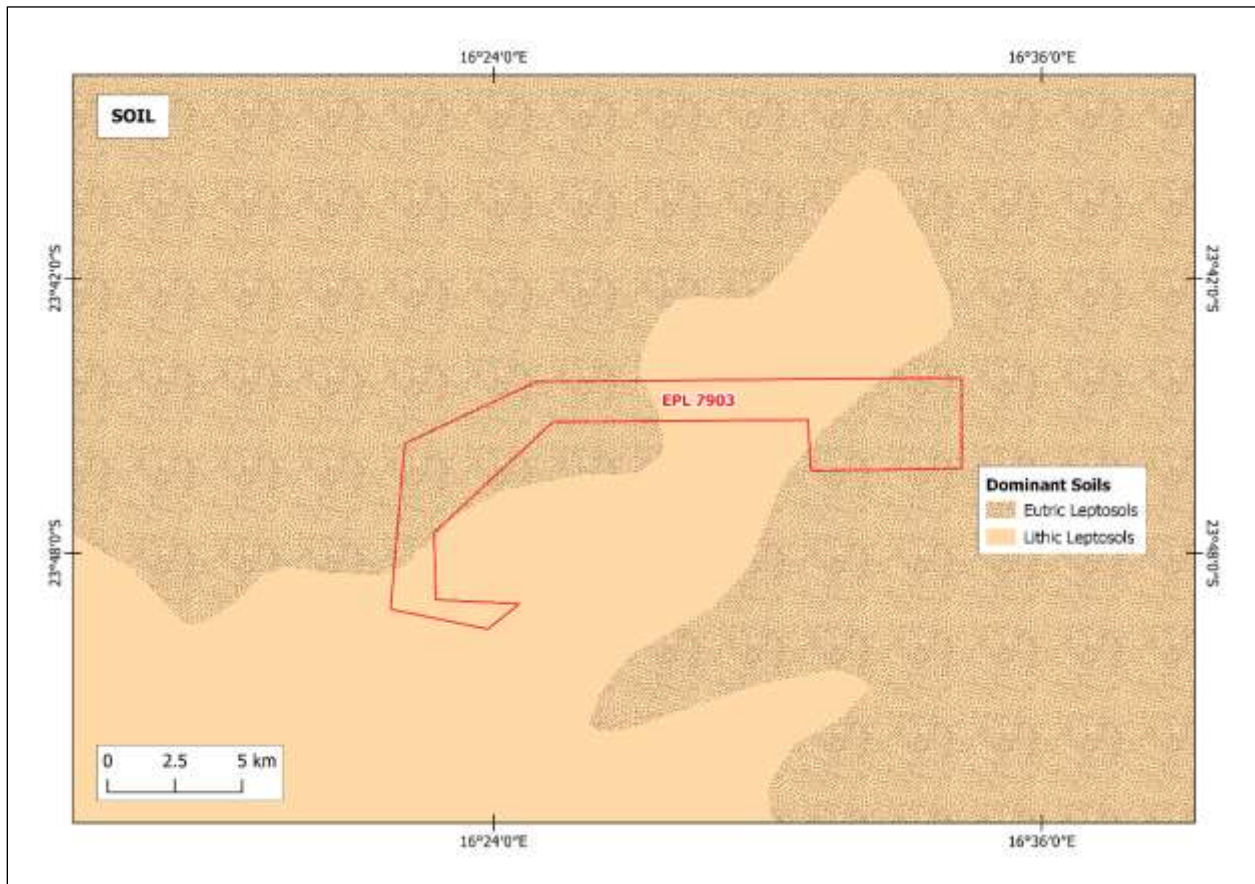 16°24'0"E
16°36'0"E
SOIL
23°42'0"S
23°42'0"S
EPL 7903
Dominant Soils
Eutric Leptosols
Lithic Leptosols
23°48'0"S
23°48'0"S
0 2.5 5 km
16°24'0"E
16°36'0"E